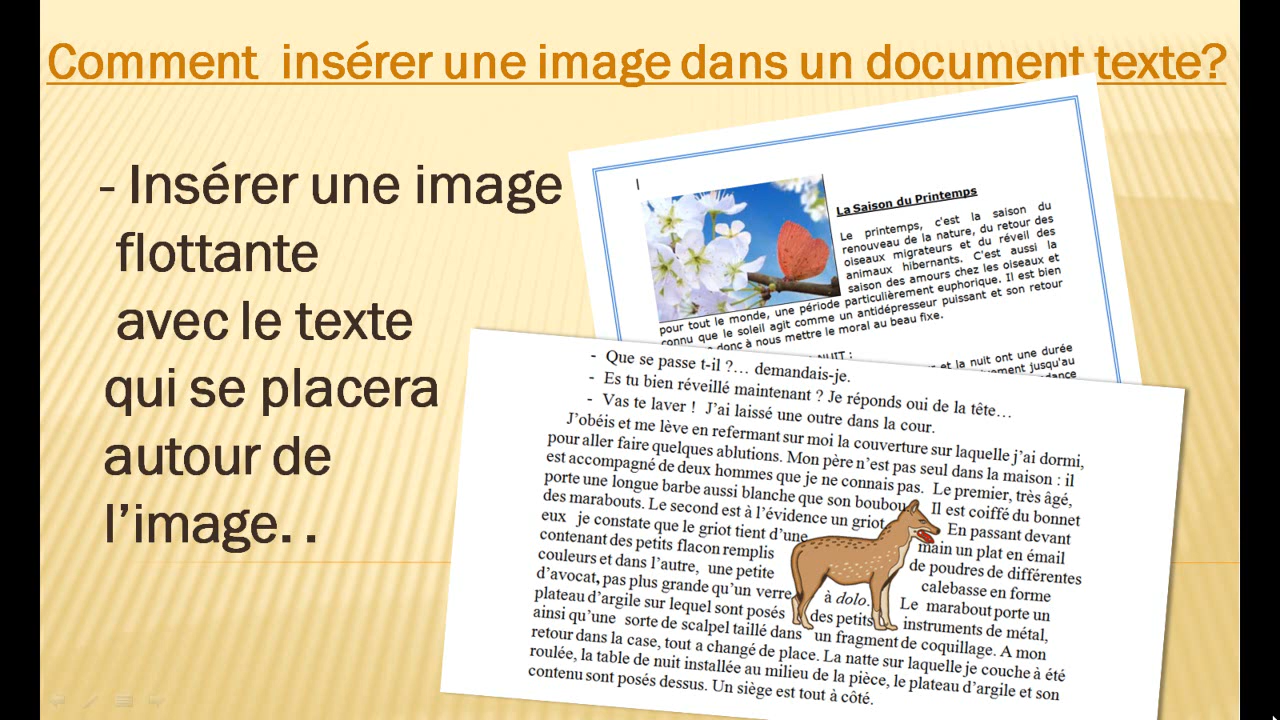 Comment insérer une image dans un document texte?
- Insérer une image
flottante
avec le texte
qui se placera
autour de
l’image. .
La Saison du Printemps
Le printemps, c'est la saison du
renouveau de la nature, du retour des
oiseaux migrateurs et du réveil des
animaux hibernants. C'est aussi la
saison des amours chez les oiseaux et
pour tout le monde, une période particulièrement euphorique. Il est bien
connu que le soleil agit comme un antidépresseur puissant et son retour
donc à nous mettre le moral au beau fixe.
NUIT :
et la nuit ont une durée
jusqu'au
- Que se passe t-il ?… demandais-je.
- Es tu bien réveillé maintenant ? Je réponds oui de la tête…
- Vas te laver ! J’ai laissé une outre dans la cour.
J’obéis et me lève en refermant sur moi la couverture sur laquelle j’ai dormi,
pour aller faire quelques ablutions. Mon père n’est pas seul dans la maison : il
est accompagné de deux hommes que je ne connais pas. Le premier, très âgé,
porte une longue barbe aussi blanche que son boubou. Il est coiffé du bonnet
des marabouts. Le second est à l’évidence un griot. En passant devant
eux je constate que le griot tient d’une main un plat en émail
contenant des petits flacon remplis de poudres de différentes
couleurs et dans l’autre, une petite calebasse en forme
d’avocat, pas plus grande qu’un verre à dolo. Le marabout porte un
plateau d’argile sur lequel sont posés des petits instruments de métal,
ainsi qu’une sorte de scalpel taillé dans un fragment de coquillage. A mon
retour dans la case, tout a changé de place. La natte sur laquelle je couche à été
roulée, la table de nuit installée au milieu de la pièce, le plateau d’argile et son
contenu sont posés dessus. Un siège est tout à côté.